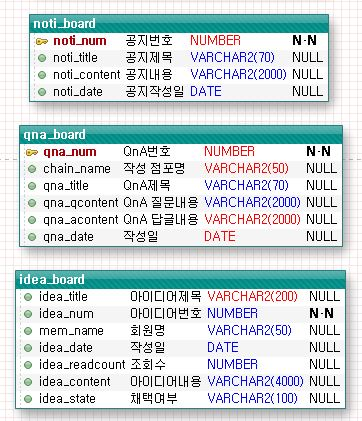 noti_board
noti_num 공지번호 NUMBER N-N
noti_title 공지제목 VARCHAR2(70) NULL
noti_content 공지내용 VARCHAR2(2000) NULL
noti_date 공지작성일 DATE NULL
qna_board
qna_num QnA번호 NUMBER N-N
chain_name 작성 점포명 VARCHAR2(50) NULL
qna_title QnA제목 VARCHAR2(70) NULL
qna_qcontent QnA 질문내용 VARCHAR2(2000) NULL
qna_acontent QnA 답글내용 VARCHAR2(2000) NULL
qna_date 작성일 DATE NULL
idea_board
idea_title 아이디어제목 VARCHAR2(200) NULL
idea_num 아이디어번호 NUMBER N-N
mem_name 회원명 VARCHAR2(50) NULL
idea_date 작성일 DATE NULL
idea_readcount 조회수 NUMBER NULL
idea_content 아이디어내용 VARCHAR2(4000) NULL
idea_state 채택여부 VARCHAR2(100) NULL